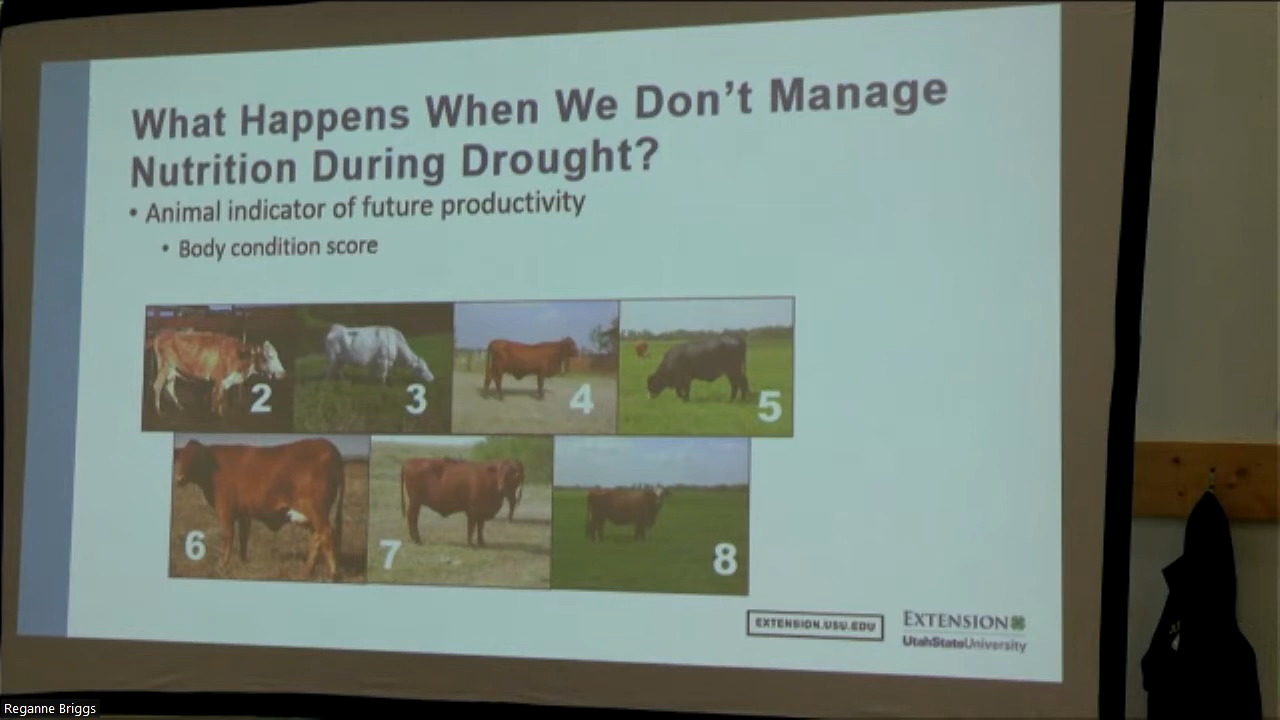 What Happens When We Don't Manage
Nutrition During Drought?
• Animal indicator of future productivity
• Body condition score
2
3
4
5
6
7
8
EXTENSION.USU.EDU
EXTENSION
UtahStateUniversity
Reganne Briggs